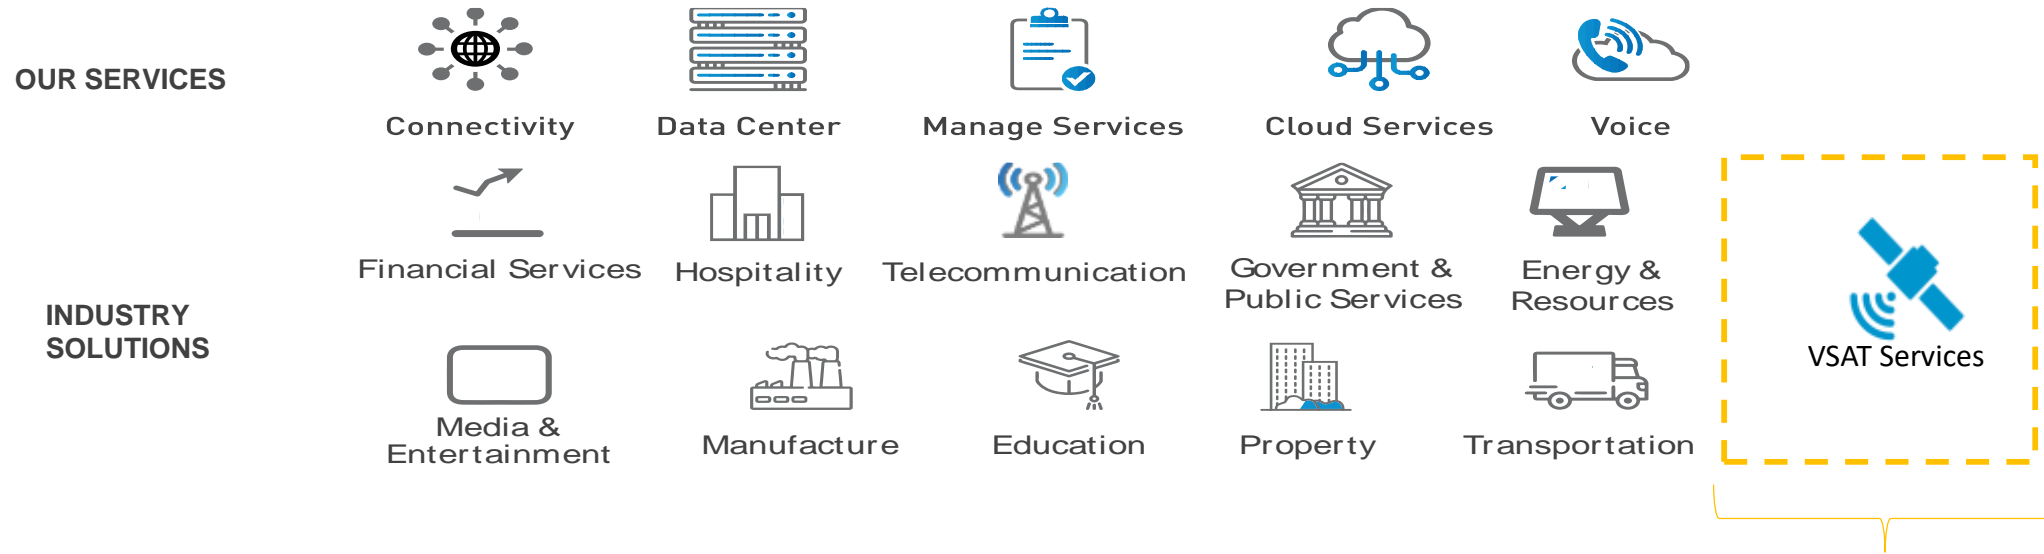 OUR SERVICES
Connectivity
Data Center
Manage Services
Cloud Services
Voice
INDUSTRY
SOLUTIONS
Financial Services
Hospitality
Telecommunication
Government &
Public Services
Energy &
Resources
Media &
Entertainment
Manufacture
Education
Property
Transportation
VSAT Services